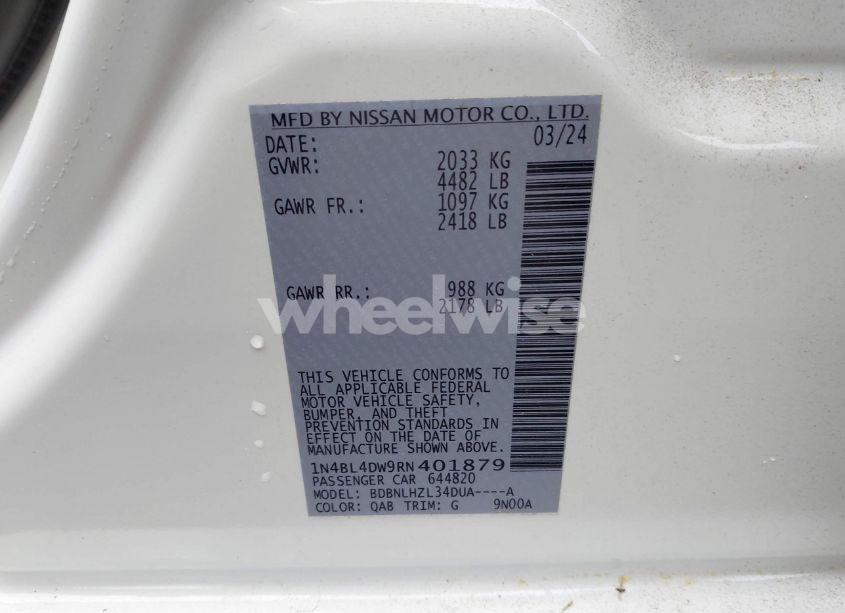 MFD BY NISSAN MOTOR CO., LTD.
DATE: 03/24
GVWR: 2033 KG
4482 LB
GAWR FR.: 1097 KG
2418 LB
GAWR RR.: 988 KG
2178 LB
wheelwise
THIS VEHICLE CONFORMS TO
ALL APPLICABLE FEDERAL
MOTOR VEHICLE SAFETY,
BUMPER, AND THEFT
PREVENTION STANDARDS IN
EFFECT ON THE DATE OF
MANUFACTURE SHOWN ABOVE.
1N4BL4DW9RN401879
PASSENGER CAR 644820
MODEL: BDBNLHZL34DUA----A
COLOR: QAB TRIM: G 9N00A